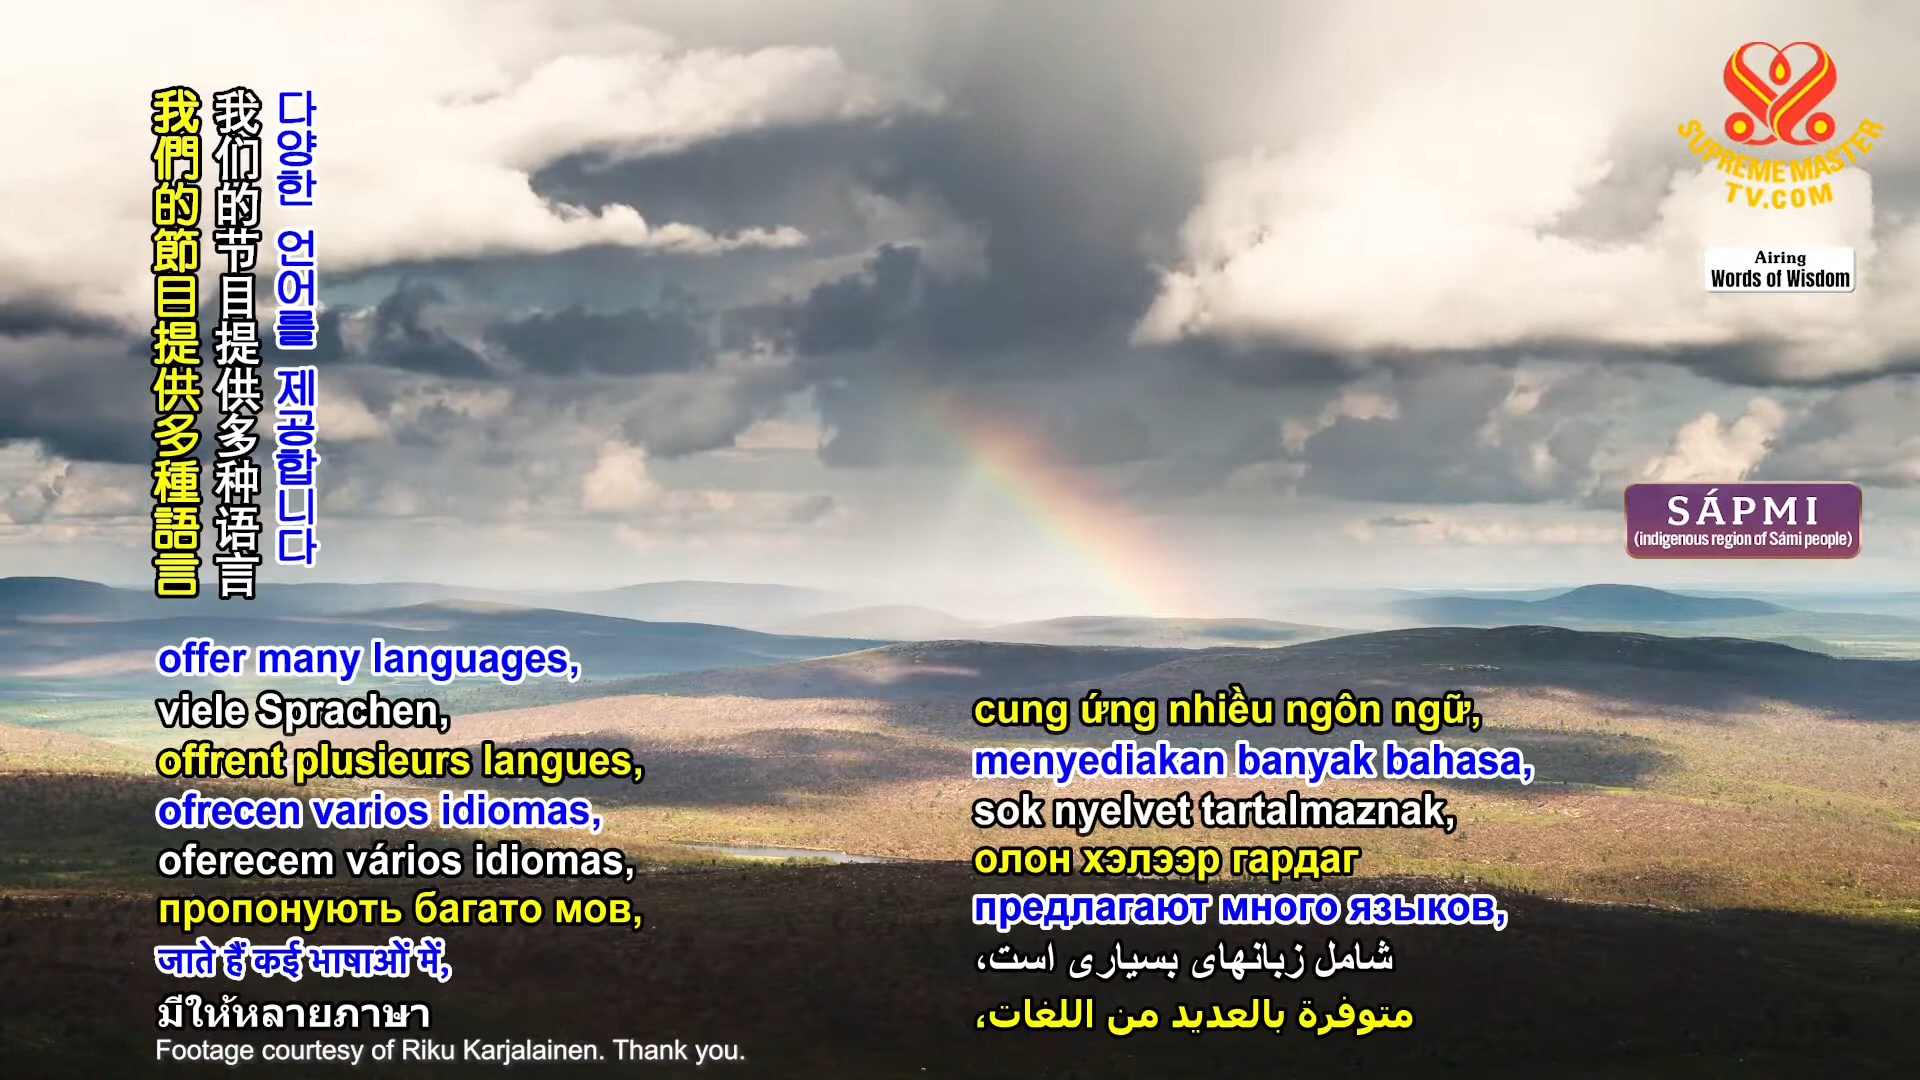 我們的節目提供多種語言
我们的节目提供多种语言
다양한 언어를 제공합니다
SUPREME MASTER
TV.COM
Airing
Words of Wisdom
SÁPMI
(indigenous region of Sámi people)
offer many languages,
viele Sprachen,
offrent plusieurs langues,
ofrecen varios idiomas,
oferecem vários idiomas,
пропонують багато мов,
जाते हैं कई भाषाओं में,
มีให้หลายภาษา
cung ứng nhiều ngôn ngữ,
menyediakan banyak bahasa,
sok nyelvet tartalmaznak,
олон хэлээр гардаг
предлагают много языков,
شامل زبانهای بسیاری است،
متوفرة بالعديد من اللغات،
Footage courtesy of Riku Karjalainen. Thank you.